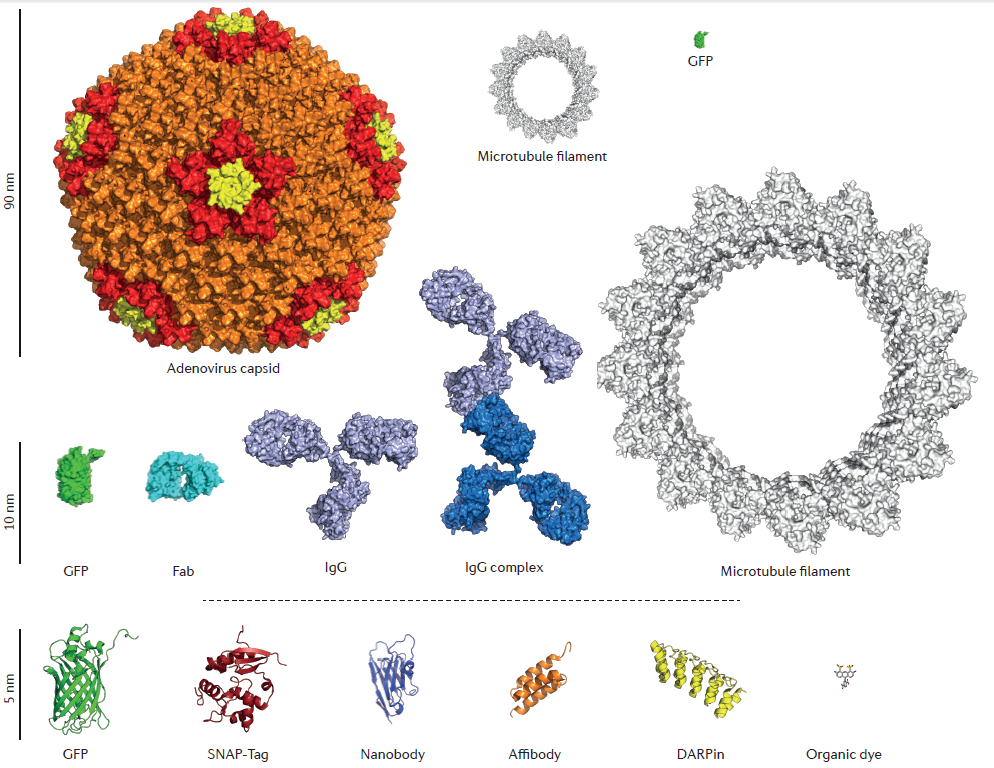 90 nm
GFP
Microtubule filament
Adenovirus capsid
10 nm
GFP
Fab
IgG
IgG complex
Microtubule filament
5 nm
GFP
SNAP-Tag
Nanobody
Affibody
DARPin
Organic dye